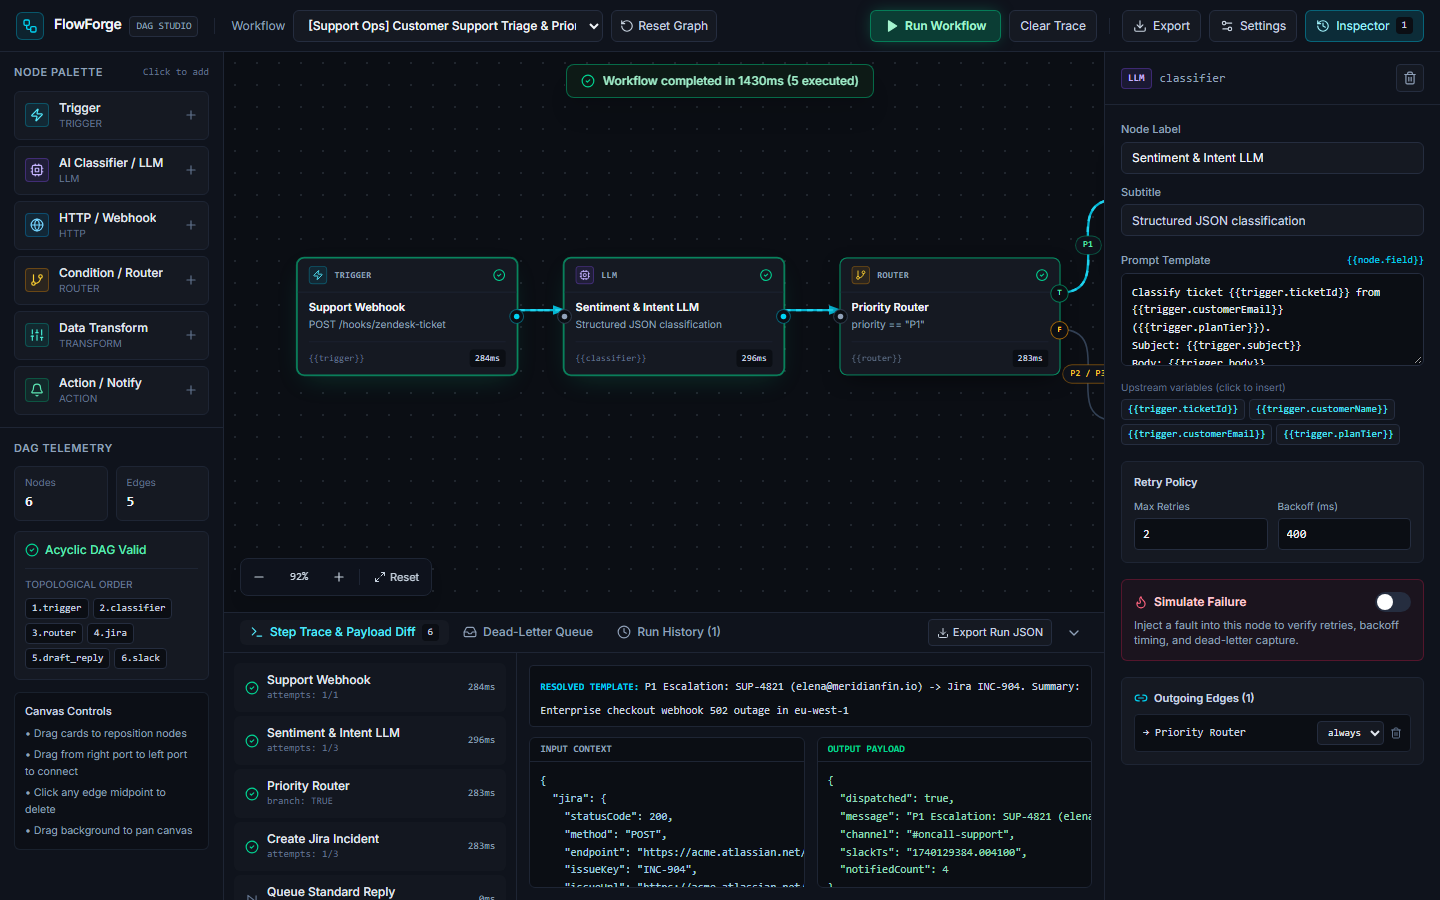 FlowForge
DAG STUDIO
Workflow
[Support Ops] Customer Support Triage & Prior
Reset Graph
Run Workflow
Clear Trace
Export
Settings
Inspector
1
NODE PALETTE
Click to add
Trigger
TRIGGER
AI Classifier / LLM
LLM
HTTP / Webhook
HTTP
Condition / Router
ROUTER
Data Transform
TRANSFORM
Action / Notify
ACTION
DAG TELEMETRY
Nodes
6
Edges
5
Acyclic DAG Valid
TOPOLOGICAL ORDER
1.trigger
2.classifier
3.router
4.jira
5.draft_reply
6.slack
Canvas Controls
• Drag cards to reposition nodes
• Drag from right port to left port
to connect
• Click any edge midpoint to
delete
• Drag background to pan canvas
Workflow completed in 1430ms (5 executed)
TRIGGER
Support Webhook
POST /hooks/zendesk-ticket
{{trigger}}
284ms
LLM
Sentiment & Intent LLM
Structured JSON classification
{{classifier}}
296ms
ROUTER
Priority Router
priority == "P1"
{{router}}
283ms
T
F
P1
P2 / P3
92%
Reset
Step Trace & Payload Diff
6
Dead-Letter Queue
Run History (1)
Export Run JSON
Support Webhook
attempts: 1/1
284ms
Sentiment & Intent LLM
attempts: 1/3
296ms
Priority Router
branch: TRUE
283ms
Create Jira Incident
attempts: 1/3
283ms
Queue Standard Reply
0ms
RESOLVED TEMPLATE: P1 Escalation: SUP-4821 (elena@meridianfin.io) -> Jira INC-904. Summary:
Enterprise checkout webhook 502 outage in eu-west-1
INPUT CONTEXT
{
"jira": {
"statusCode": 200,
"method": "POST",
"endpoint": "https://acme.atlassian.net/
"issueKey": "INC-904",
"issueUrl": "https://acme.atlassian.net/
OUTPUT PAYLOAD
{
"dispatched": true,
"message": "P1 Escalation: SUP-4821 (elena
"channel": "#oncall-support",
"slackTs": "1740129384.004100",
"notifiedCount": 4
}
LLM
classifier
Node Label
Sentiment & Intent LLM
Subtitle
Structured JSON classification
Prompt Template
{{node.field}}
Classify ticket {{trigger.ticketId}} from
{{trigger.customerEmail}}
({{trigger.planTier}}).
Subject: {{trigger.subject}}
Body: {{trigger.body}}
Upstream variables (click to insert)
{{trigger.ticketId}}
{{trigger.customerName}}
{{trigger.customerEmail}}
{{trigger.planTier}}
Retry Policy
Max Retries
Backoff (ms)
2
400
Simulate Failure
Inject a fault into this node to verify retries, backoff
timing, and dead-letter capture.
Outgoing Edges (1)
→ Priority Router
always